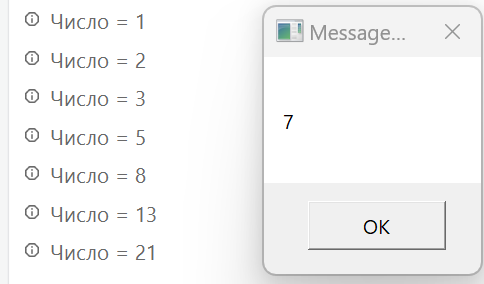 Число = 1
Число = 2
Число = 3
Число = 5
Число = 8
Число = 13
Число = 21
Message...
7
OK